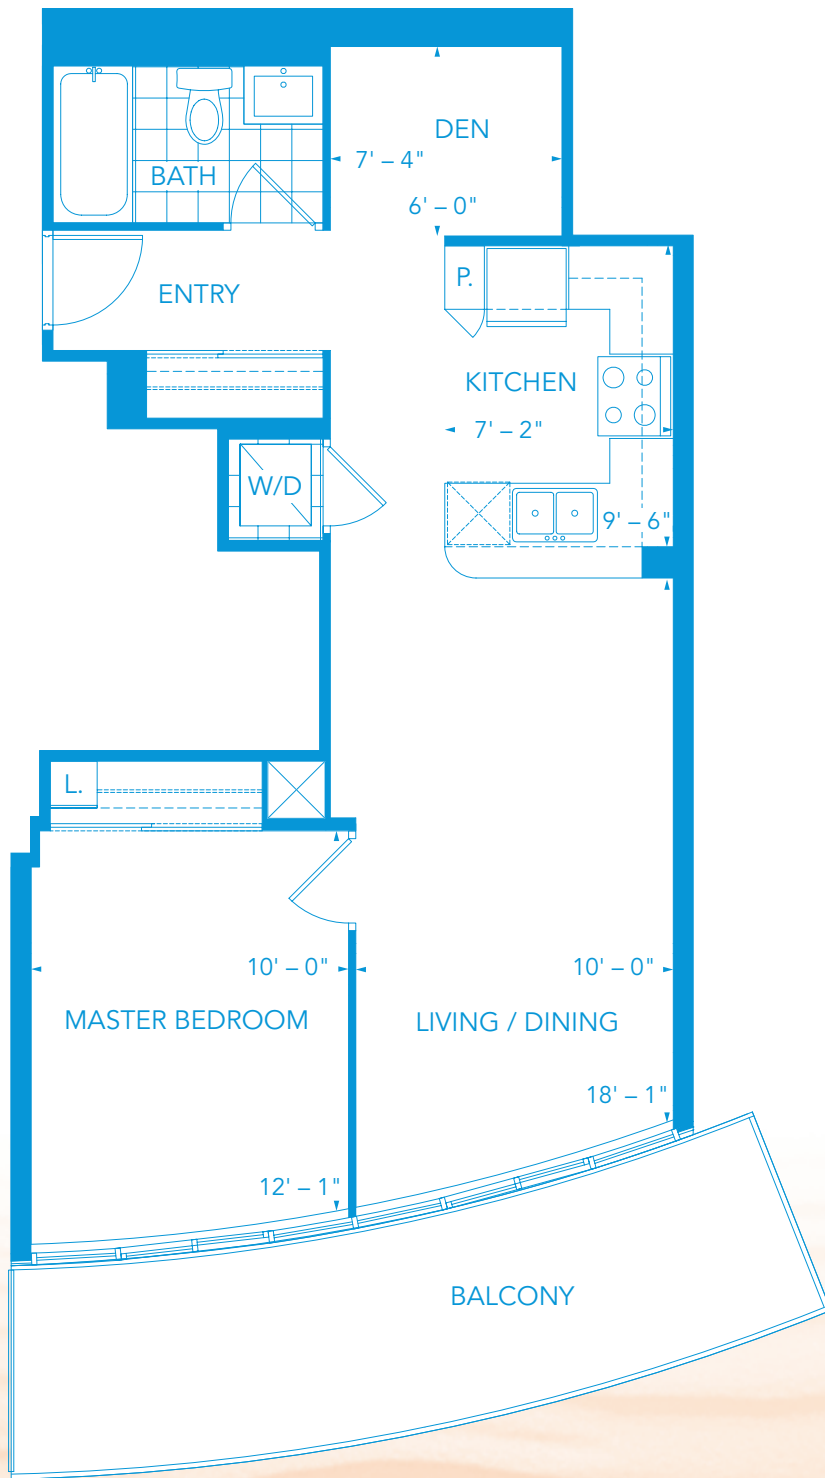 DEN
7' – 4"
BATH
6' – 0"
P.
ENTRY
KITCHEN
7' – 2"
W/D
9' – 6"
L.
10' – 0"
10' – 0"
MASTER BEDROOM
LIVING / DINING
18' – 1"
12' – 1"
BALCONY